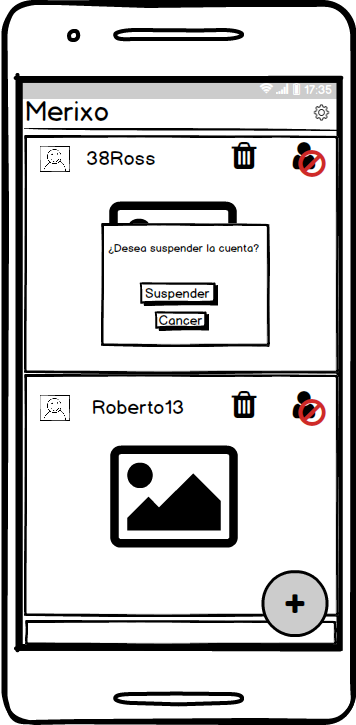 17:35
Merixo
38Ross
¿Desea suspender la cuenta?
Suspender
Cancer
Roberto13
+